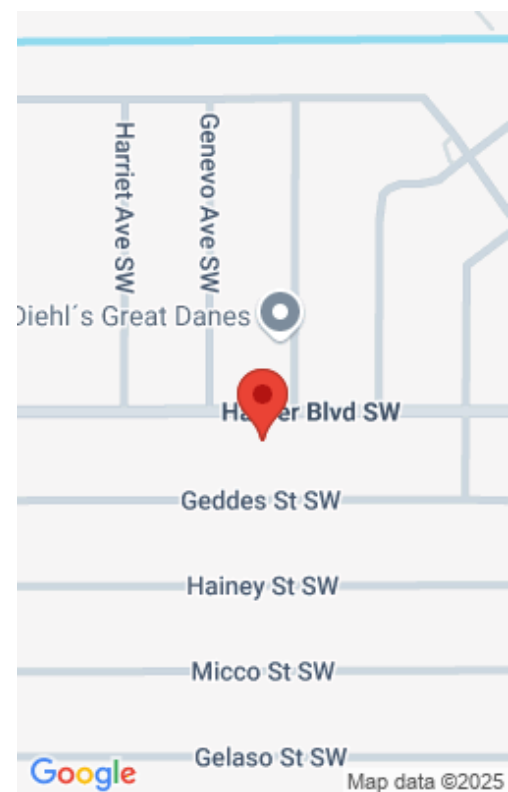 Harriet Ave SW
Genevo Ave SW
Diehl´s Great Danes
Blvd SW
Geddes St SW
Hainey St SW
Micco St SW
Gelaso St SW
Google
Map data ©2025